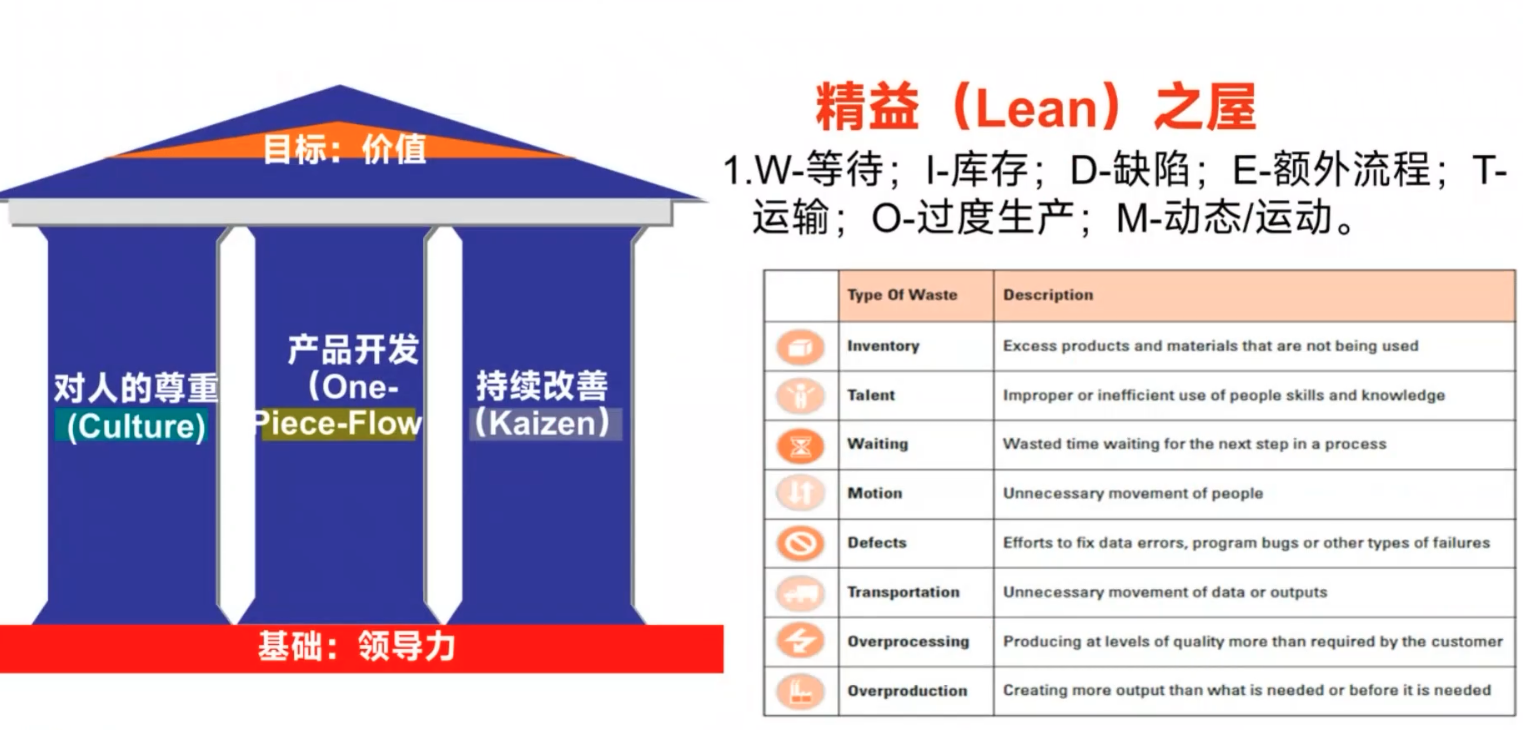 目标：价值
对人的尊重
(Culture)
产品开发
（One-
Piece-Flow
持续改善
（Kaizen）
基础：领导力
精益（Lean）之屋
1.W-等待；I-库存；D-缺陷；E-额外流程；T-
运输；O-过度生产；M-动态/运动。
Type Of Waste Description
Inventory Excess products and materials that are not being used
Talent Improper or inefficient use of people skills and knowledge
Waiting Wasted time waiting for the next step in a process
Motion Unnecessary movement of people
Defects Efforts to fix data errors, program bugs or other types of failures
Transportation Unnecessary movement of data or outputs
Overprocessing Producing at levels of quality more than required by the customer
Overproduction Creating more output than what is needed or before it is needed